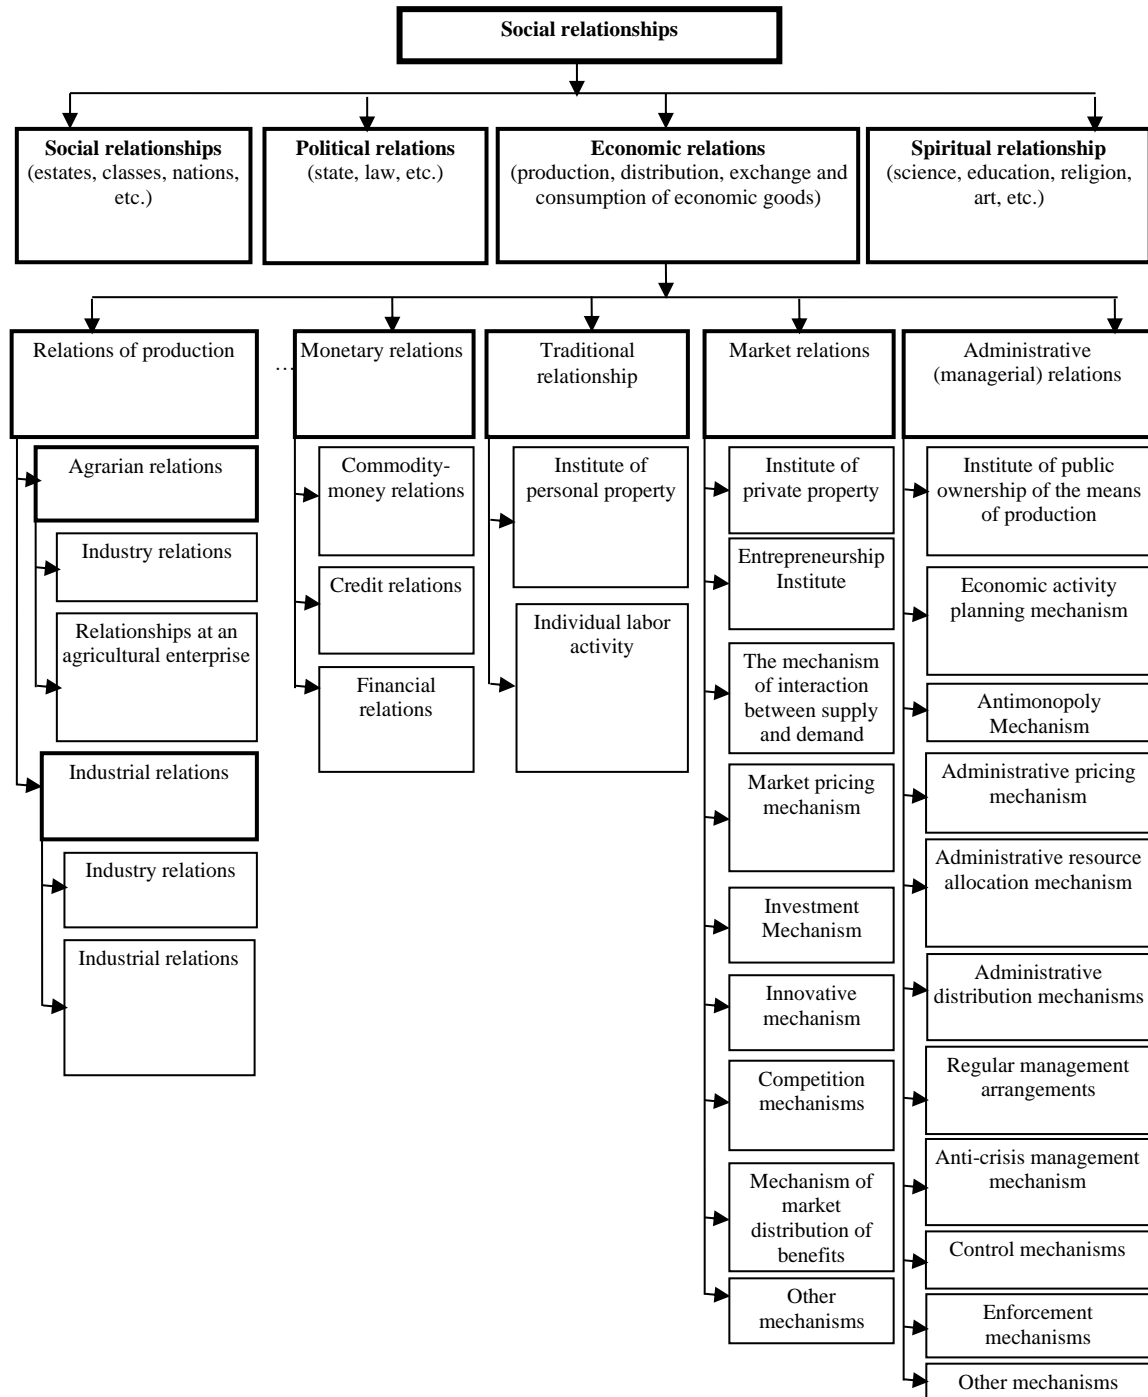 Social relationships
Social relationships
(estates, classes, nations,
etc.)
Political relations
(state, law, etc.)
Economic relations
(production, distribution, exchange and
consumption of economic goods)
Spiritual relationship
(science, education, religion,
art, etc.)
Relations of production
…
Monetary relations
Traditional
relationship
Market relations
Administrative
(managerial) relations
Agrarian relations
Industry relations
Relationships at an
agricultural enterprise
Industrial relations
Industry relations
Industrial relations
Commodity-
money relations
Credit relations
Financial
relations
Institute of
personal property
Individual labor
activity
Institute of
private property
Entrepreneurship
Institute
The mechanism
of interaction
between supply
and demand
Market pricing
mechanism
Investment
Mechanism
Innovative
mechanism
Competition
mechanisms
Mechanism of
market
distribution of
benefits
Other
mechanisms
Institute of public
ownership of the means
of production
Economic activity
planning mechanism
Antimonopoly
Mechanism
Administrative pricing
mechanism
Administrative resource
allocation mechanism
Administrative
distribution mechanisms
Regular management
arrangements
Anti-crisis management
mechanism
Control mechanisms
Enforcement
mechanisms
Other mechanisms